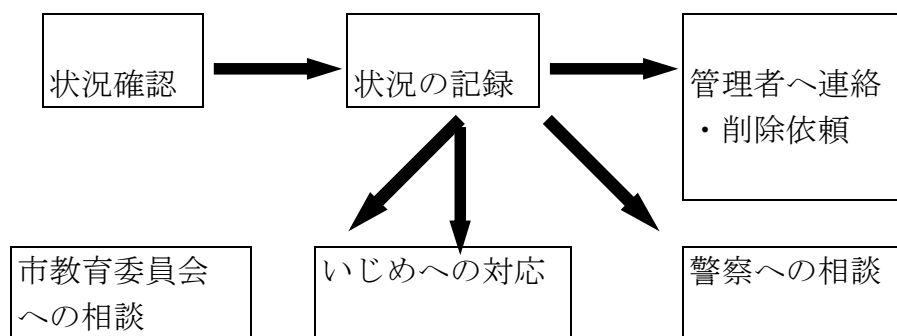 状況確認
状況の記録
管理者へ連絡
・削除依頼
市教育委員会
への相談
いじめへの対応
警察への相談